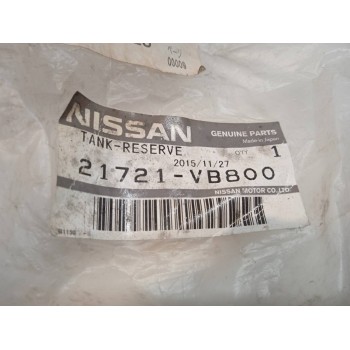 NISSAN
GENUINE PARTS
Made in Japan
TANK-RESERVE
QTY
2015/11/27
1
21721-VB800
NISSAN MOTOR CO.,LTD.